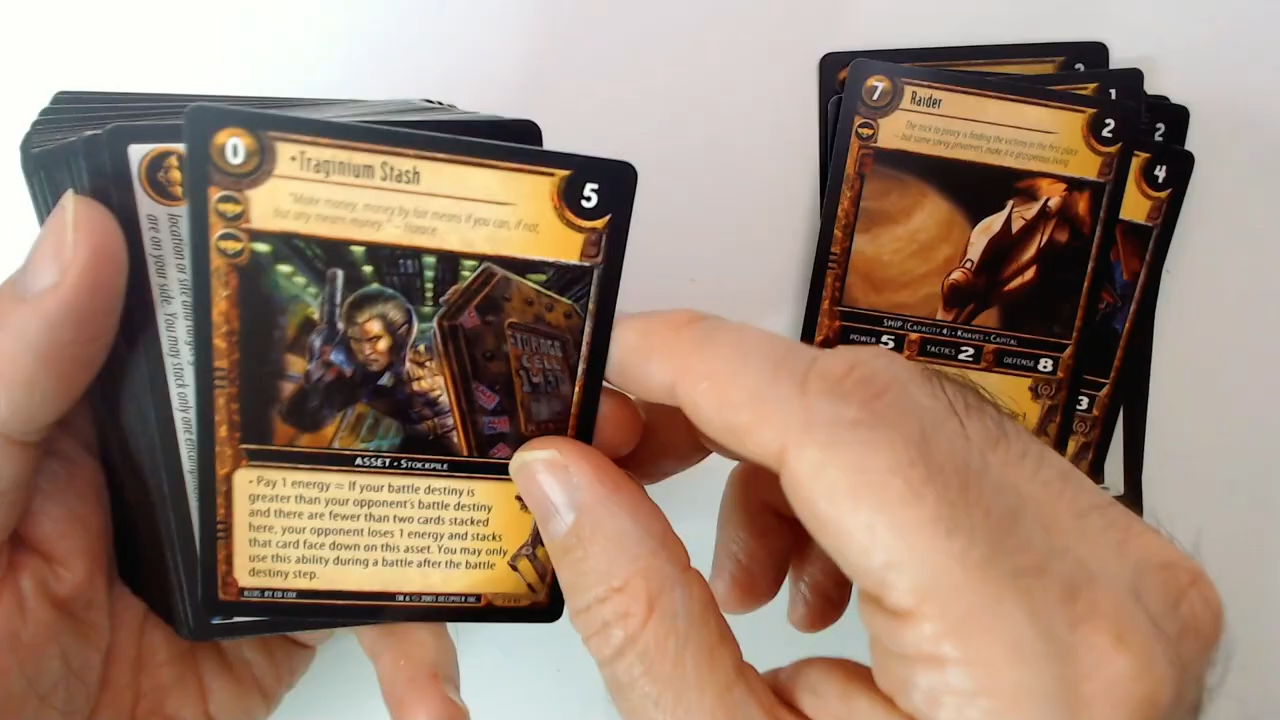 0
•Traginium Stash
5
"Make money, money by fair means if you can, if not,
but any means money." – Horace
STORAGE
CELL
ASSET • STOCKPILE
• Pay 1 energy = If your battle destiny is
greater than your opponent's battle destiny
and there are fewer than two cards stacked
here, your opponent loses 1 energy and stacks
that card face down on this asset. You may only
use this ability during a battle after the battle
destiny step.
TM & © 2005 DECIPHER INC.
location or site and
are on your side. You may stack only one
7
Raider
2
The trick to piracy is finding the victims in the first place
– but some savvy privateers make it a prosperous living.
SHIP (CAPACITY 4) • KNAVES • CAPITAL
POWER 5
TACTICS 2
DEFENSE 8
1
2
4
3